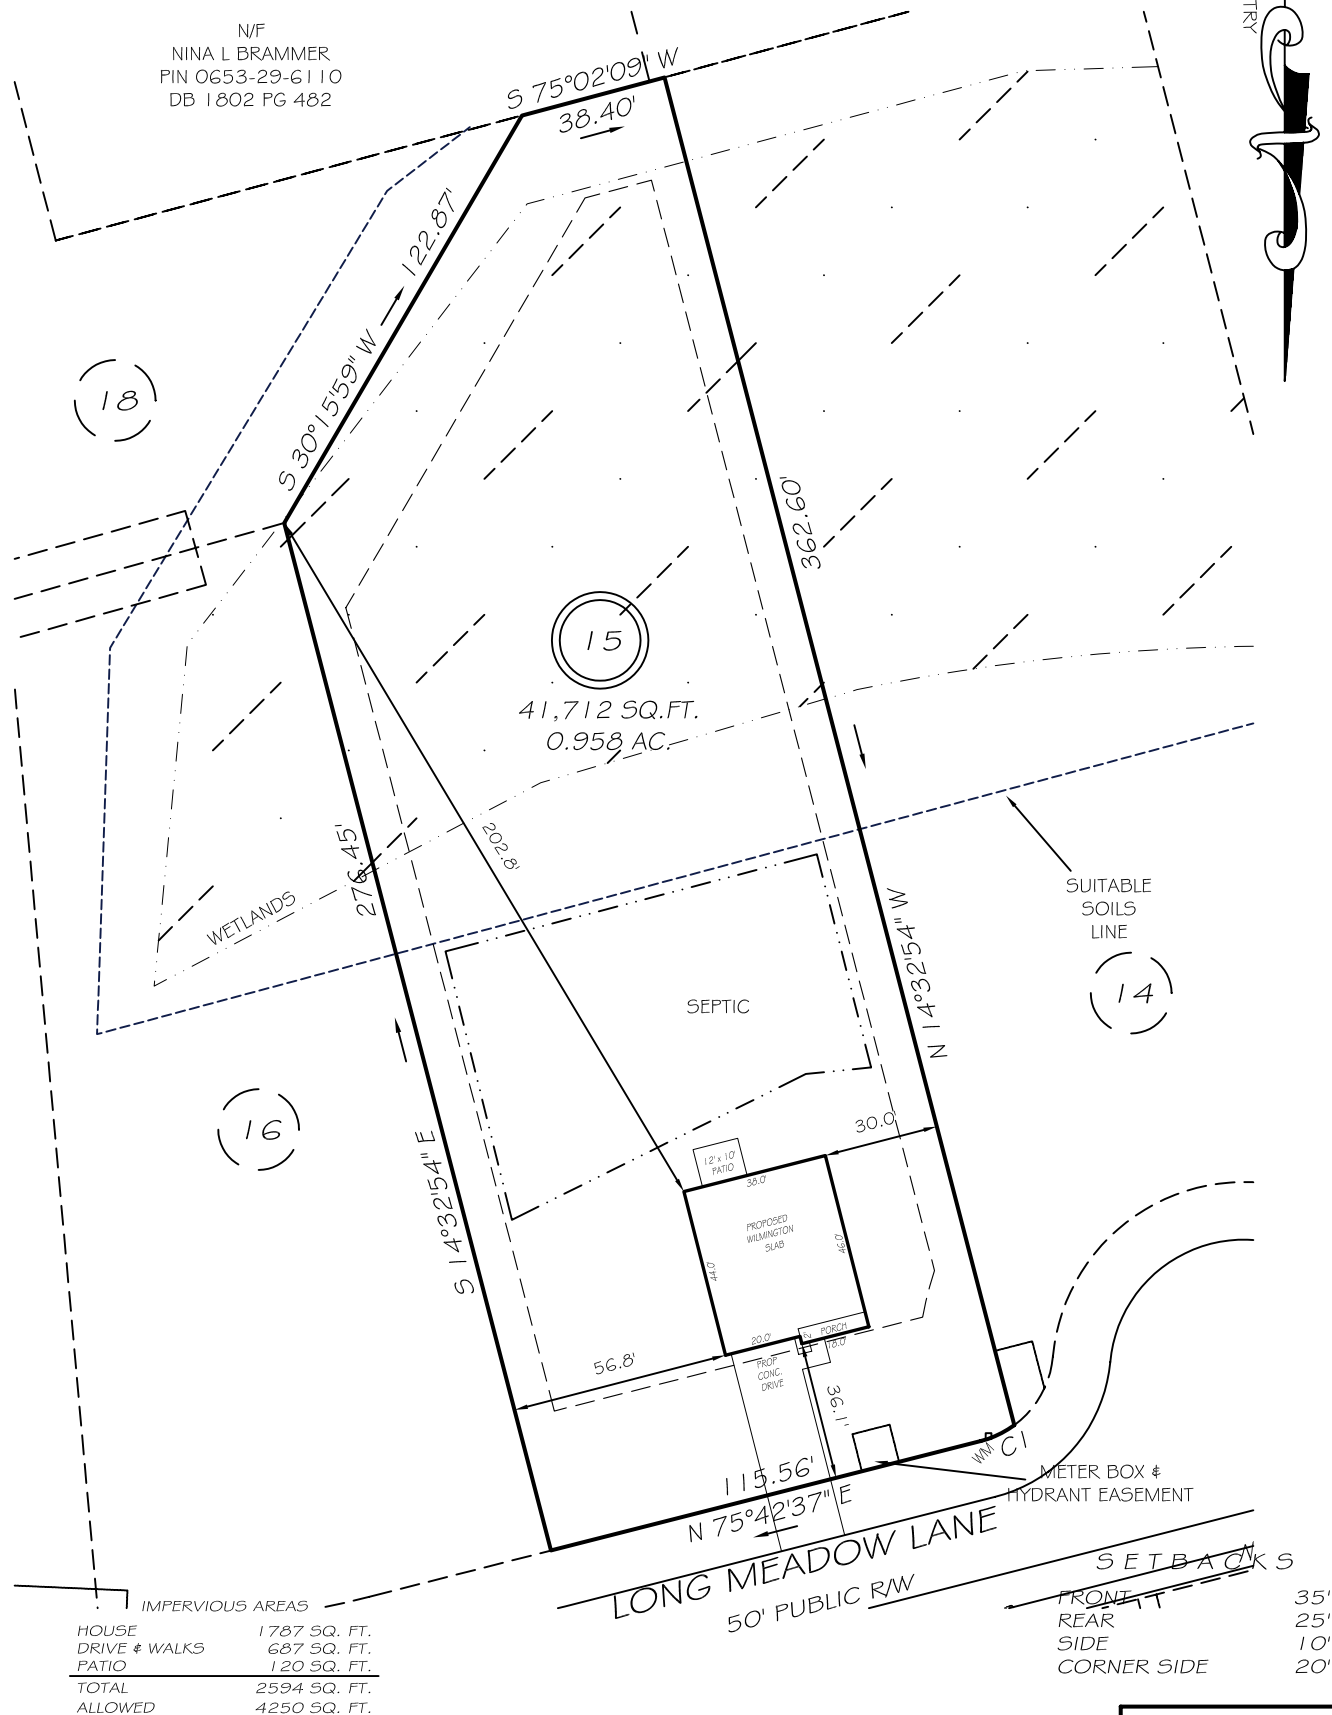 N/F
NINA L BRAMMER
PIN 0653-29-6110
DB 1802 PG 482
TRY
S 75°02'09" W
38.40'
122.87'
S 30°15'59" W
18
362.60'
15
41,712 SQ.FT.
0.958 AC.
276.45'
202.8'
WETLANDS
SUITABLE
SOILS
LINE
N 14°32'54" W
14
SEPTIC
16
S 14°32'54" E
30.0'
12' x 10'
PATIO
38.0'
PROPOSED
WILMINGTON
SLAB
44.0'
46.0'
20.0'
2'
PORCH
18.0'
PROP
CONC.
DRIVE
56.8'
36.1'
WM
C1
115.56'
N 75°42'37" E
METER BOX &
HYDRANT EASEMENT
LONG MEADOW LANE
50' PUBLIC R/W
IMPERVIOUS AREAS
HOUSE 1787 SQ. FT.
DRIVE & WALKS 687 SQ. FT.
PATIO 120 SQ. FT.
TOTAL 2594 SQ. FT.
ALLOWED 4250 SQ. FT.
SETBACKS
FRONT 35'
REAR 25'
SIDE 10'
CORNER SIDE 20'